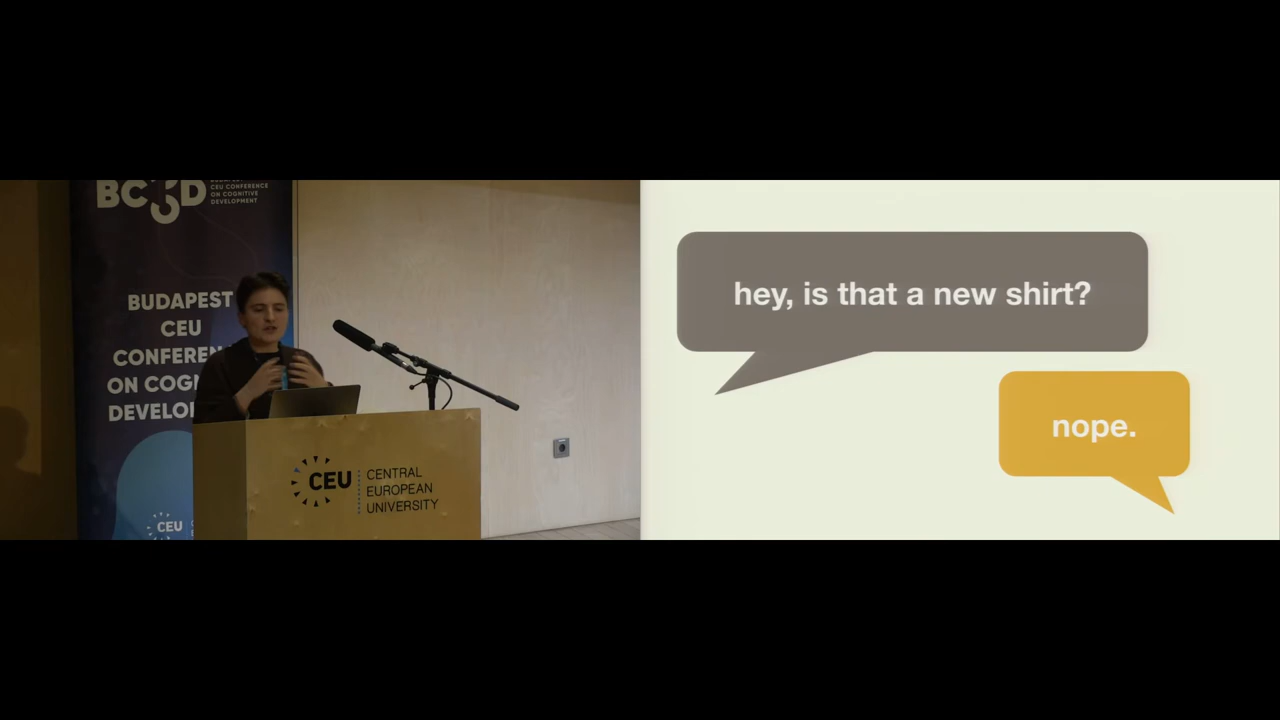 BC D
CEU CONFERENCE
ON COGNITIVE
DEVELOPMENT
BUDAPEST
CEU
CONFEREN
ON COG
DEVELO
CEU
CEU
CENTRAL
EUROPEAN
UNIVERSITY
hey, is that a new shirt?
nope.